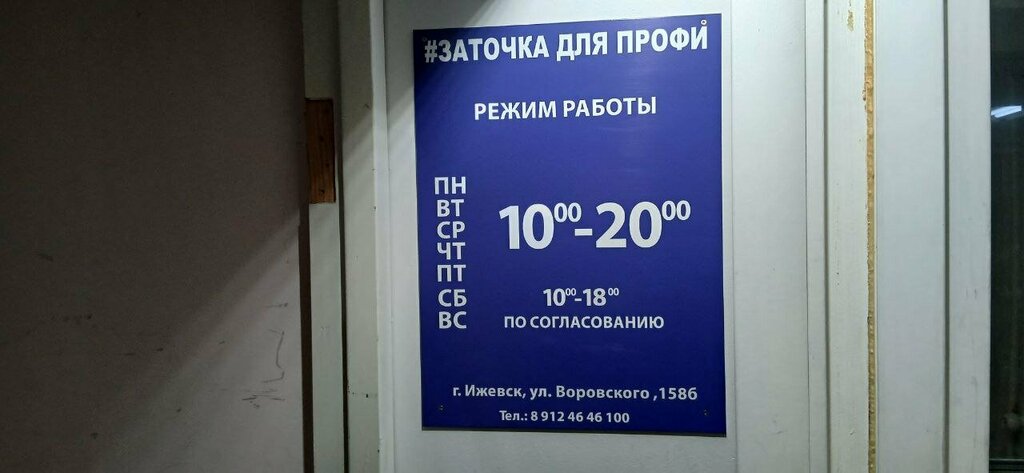 #ЗАТОЧКА ДЛЯ ПРОФИ
РЕЖИМ РАБОТЫ
ПН
ВТ
СР
ЧТ
ПТ
10⁰⁰-20⁰⁰
СБ 10⁰⁰-18⁰⁰
ВС ПО СОГЛАСОВАНИЮ
г. Ижевск, ул. Воровского ,158б
Тел.: 8 912 46 46 100